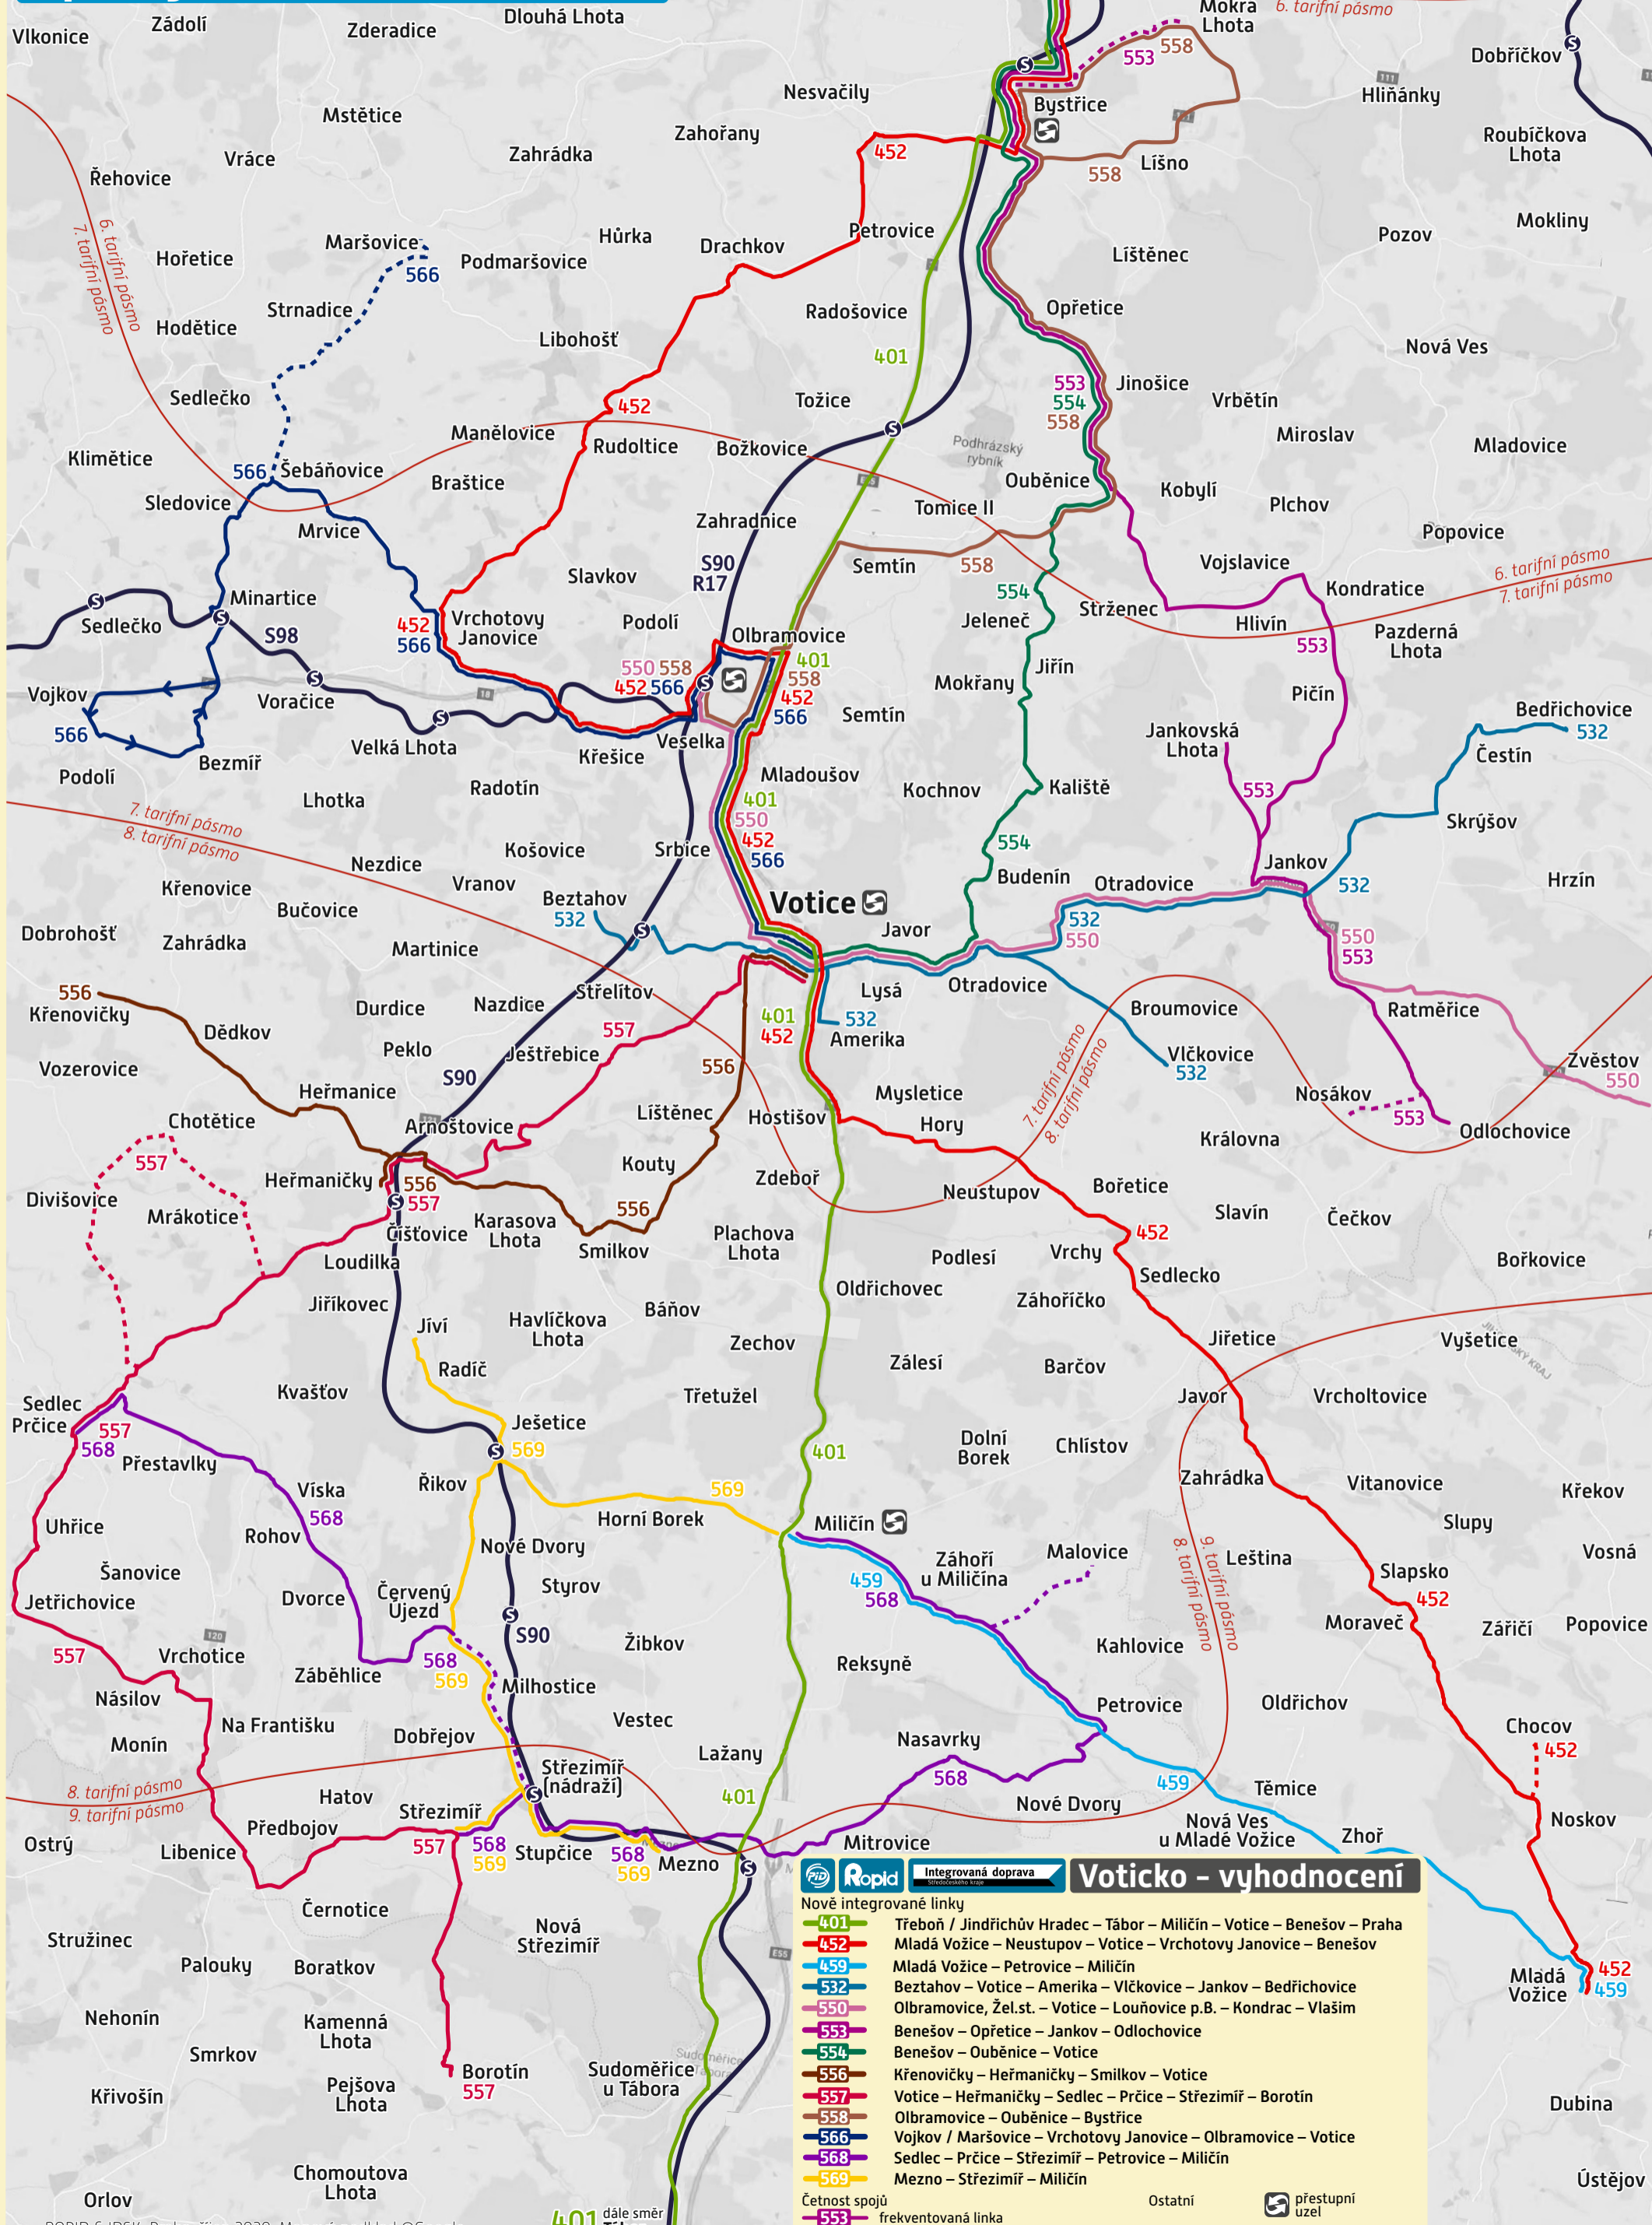 Vlkonice
Zádolí
Zderadice
Dlouhá Lhota
Mokrá
Lhota
6. tarifní pásmo
Dobříčkov
553
558
Nesvačily
Bystřice
111
Hliňánky
Mstětice
Zahořany
Roubíčkova
Lhota
Vráce
Zahrádka
452
Líšno
558
Řehovice
Mokliny
Petrovice
Pozov
Hůrka
Drachkov
Maršovice
566
Podmaršovice
Líštěnec
Hořetice
6. tarifní pásmo
7. tarifní pásmo
Strnadice
Radošovice
Opřetice
Hodětice
Libohošť
401
Nová Ves
Sedlečko
452
Tožice
553
554
558
Jinošice
Vrbětín
Manělovice
Rudoltice
Božkovice
Podhrázský
rybník
Miroslav
Mladovice
Klimětice
566
Šebáňovice
Braštice
Ouběnice
Kobylí
Sledovice
Tomice II
Plchov
Mrvice
Zahradnice
Popovice
Slavkov
S90
R17
Semtín
558
Vojslavice
6. tarifní pásmo
7. tarifní pásmo
Minartice
554
Kondratice
Sedlečko
S98
452
566
Vrchotovy
Janovice
Podolí
Olbramovice
Jeleneč
Strženec
Hlivín
553
Pazderná
Lhota
550 558
452 566
401
558
452
566
Jiřín
Mokřany
Vojkov
566
Voračice
18
Semtín
Pičín
Bedřichovice
532
Jankovská
Lhota
Velká Lhota
Křešice
Veselka
Čestín
Podolí
Bezmíř
Mladoušov
Radotín
Kochnov
Kaliště
553
Lhotka
401
550
452
566
Skrýšov
7. tarifní pásmo
8. tarifní pásmo
Košovice
Srbice
554
Nezdice
Jankov
Křenovice
Vranov
Budenín
Otradovice
532
Hrzín
Bučovice
Beztahov
532
Votice
532
550
Dobrohošť
Zahrádka
Martinice
Javor
550
553
Střelítov
Lysá
Otradovice
556
Křenovičky
Durdice
Nazdice
401
452
532
Amerika
Broumovice
Ratměřice
Dědkov
557
Peklo
Ještřebice
Vlčkovice
532
Zvěstov
550
Vozerovice
S90
556
7. tarifní pásmo
8. tarifní pásmo
Heřmanice
Mysletice
Nosákov
553
Chotětice
Arnoštovice
Líštěnec
Hostišov
Hory
Královna
Odlochovice
557
Kouty
Heřmaničky
556
557
Zdeboř
Neustupov
Bořetice
Divišovice
Mrákotice
Číšťovice
Karasova
Lhota
556
Smilkov
Plachova
Lhota
Slavín
Čečkov
452
Loudilka
Podlesí
Vrchy
Bořkovice
Sedlecko
Oldřichovec
Jiříkovec
Jíví
Havlíčkova
Lhota
Báňov
Záhoříčko
Zechov
Jiřetice
Vyšetice
Radíč
Zálesí
Barčov
Kvašťov
Třetužel
Javor
Vrcholtovice
Sedlec
Prčice
557
568
Ješetice
569
401
Dolní
Borek
Chlístov
Přestavlky
Řikov
Zahrádka
Vitanovice
Víska
568
569
Křekov
Uhřice
Horní Borek
Miličín
Slupy
Rohov
Nové Dvory
Záhoří
u Miličína
Malovice
8. tarifní pásmo
9. tarifní pásmo
Leština
Vosná
Šanovice
Styrov
459
568
Slapsko
452
Jetřichovice
Dvorce
Červený
Újezd
S90
Moraveč
Zářičí
Popovice
120
557
Vrchotice
568
569
Žibkov
Kahlovice
Záběhlice
Reksyně
Milhostice
Násilov
Petrovice
Oldřichov
Na Františku
Vestec
Chocov
452
Monín
Dobřejov
Nasavrky
Lažany
568
459
8. tarifní pásmo
9. tarifní pásmo
Střezimíř
(nádraží)
Těmice
Hatov
401
Střezimíř
Nové Dvory
Nová Ves
u Mladé Vožice
Noskov
Předbojov
Zhoř
Ostrý
Libenice
557
568
569
Stupčice
568
569
Mezno
Mitrovice
PID
Ropid
Integrovaná doprava
Středočeského kraje
Voticko - vyhodnocení
Nově integrované linky
401 Třeboň / Jindřichův Hradec – Tábor – Miličín – Votice – Benešov – Praha
452 Mladá Vožice – Neustupov – Votice – Vrchotovy Janovice – Benešov
459 Mladá Vožice – Petrovice – Miličín
532 Beztahov – Votice – Amerika – Vlčkovice – Jankov – Bedřichovice
550 Olbramovice, Žel.st. – Votice – Louňovice p.B. – Kondrac – Vlašim
553 Benešov – Opřetice – Jankov – Odlochovice
554 Benešov – Ouběnice – Votice
556 Křenovičky – Heřmaničky – Smilkov – Votice
557 Votice – Heřmaničky – Sedlec – Prčice – Střezimíř – Borotín
558 Olbramovice – Ouběnice – Bystřice
566 Vojkov / Maršovice – Vrchotovy Janovice – Olbramovice – Votice
568 Sedlec – Prčice – Střezimíř – Petrovice – Miličín
569 Mezno – Střezimíř – Miličín
Četnost spojů
Ostatní
přestupní
uzel
553 frekventovaná linka
Černotice
Nová
Střezimíř
E55
Stružinec
Palouky
Boratkov
Mladá
Vožice
452
459
Nehonín
Kamenná
Lhota
Smrkov
Borotín
557
Sudoměřice
u Tábora
Křivošín
Pejšova
Lhota
Dubina
Chomoutova
Lhota
Orlov
Ústějov
401 dále směr